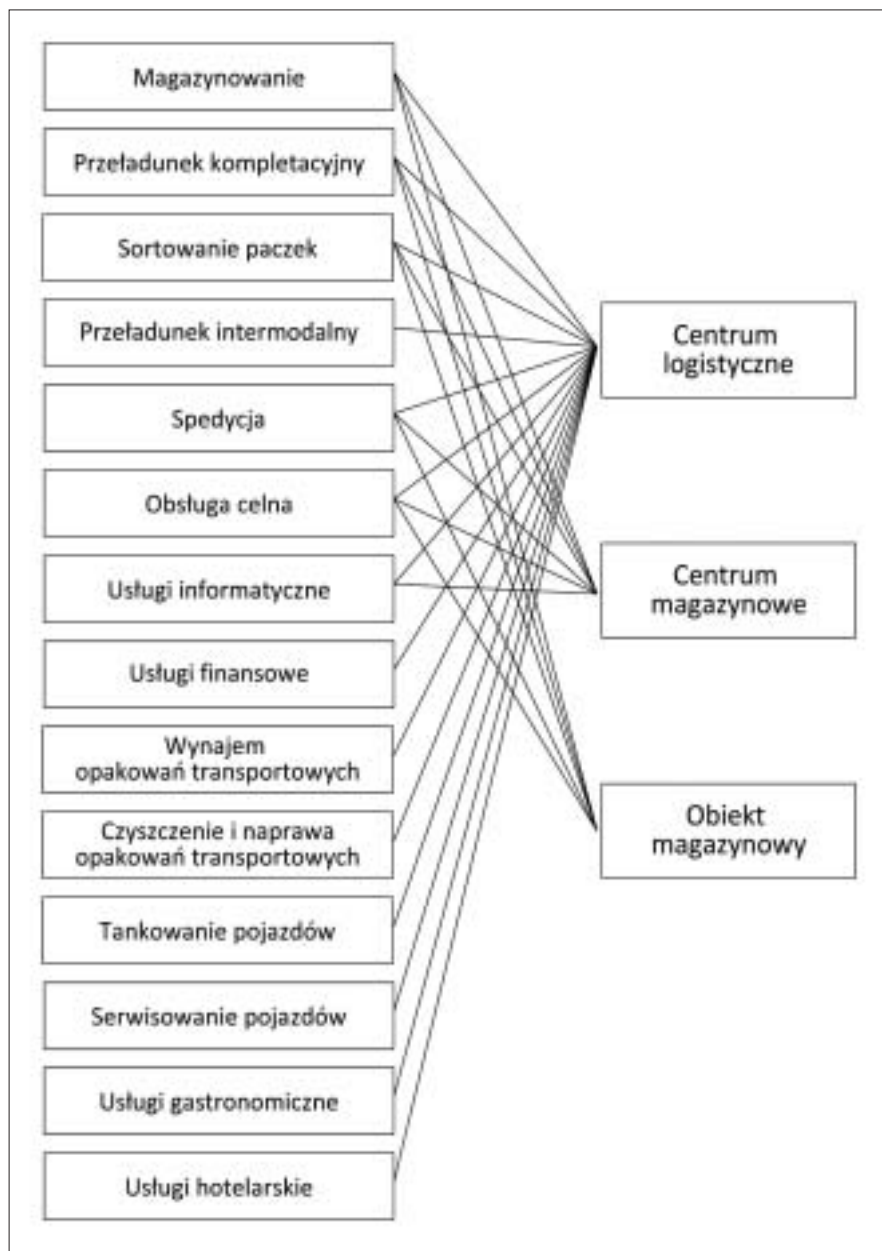 Magazynowanie
Przeładunek kompletacyjny
Sortowanie paczek
Przeładunek intermodalny
Spedycja
Obsługa celna
Usługi informatyczne
Usługi finansowe
Wynajem
opakowań transportowych
Czyszczenie i naprawa
opakowań transportowych
Tankowanie pojazdów
Serwisowanie pojazdów
Usługi gastronomiczne
Usługi hotelarskie
Centrum
logistyczne
Centrum
magazynowe
Obiekt
magazynowy